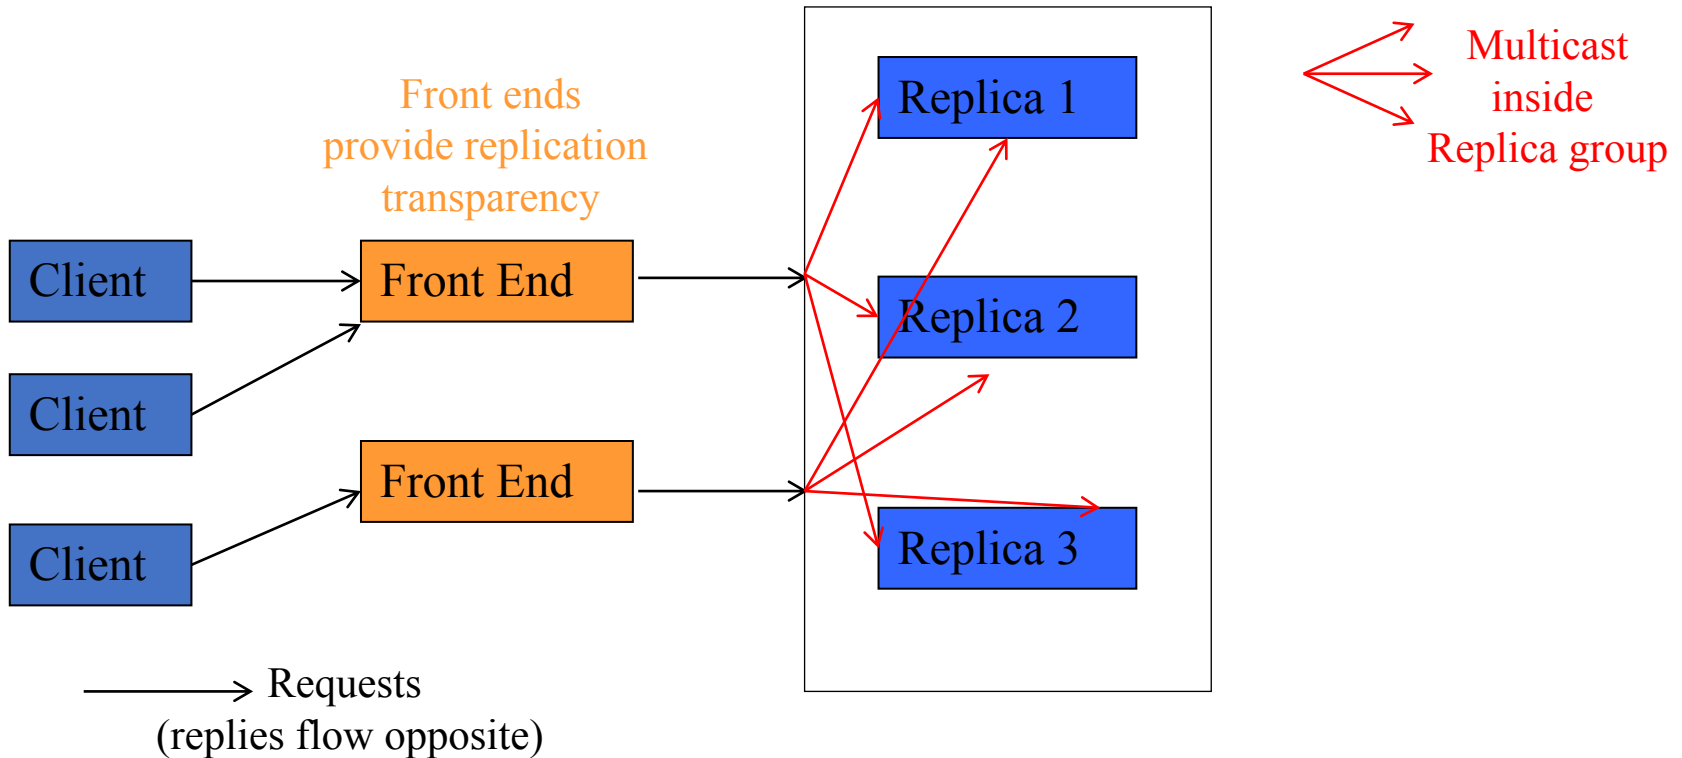 Front ends
provide replication
transparency
Multicast
inside
Replica group
Replica 1
Client
Front End
Replica 2
Client
Front End
Client
Replica 3
Requests
(replies flow opposite)